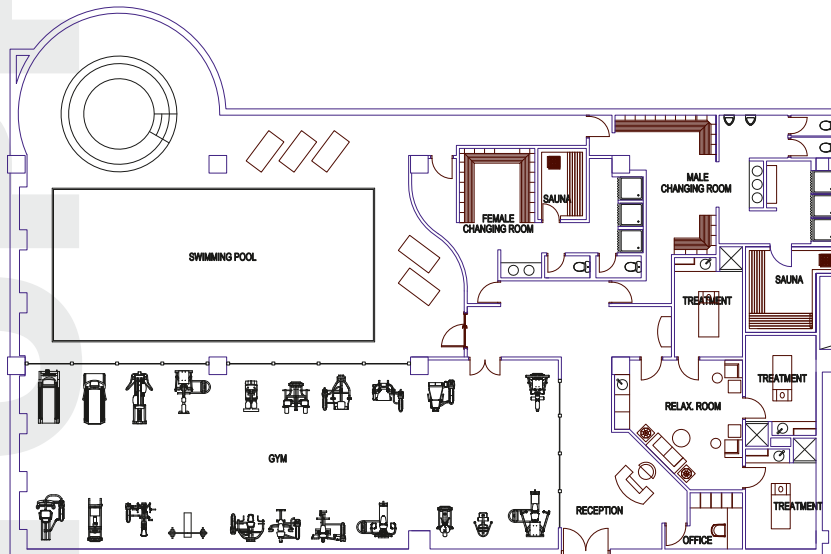 MALE
CHANGING ROOM
SAUNA
FEMALE
CHANGING ROOM
SWIMMING POOL
SAUNA
TREATMENT
TREATMENT
RELAX. ROOM
GYM
TREATMENT
RECEPTION
OFFICE